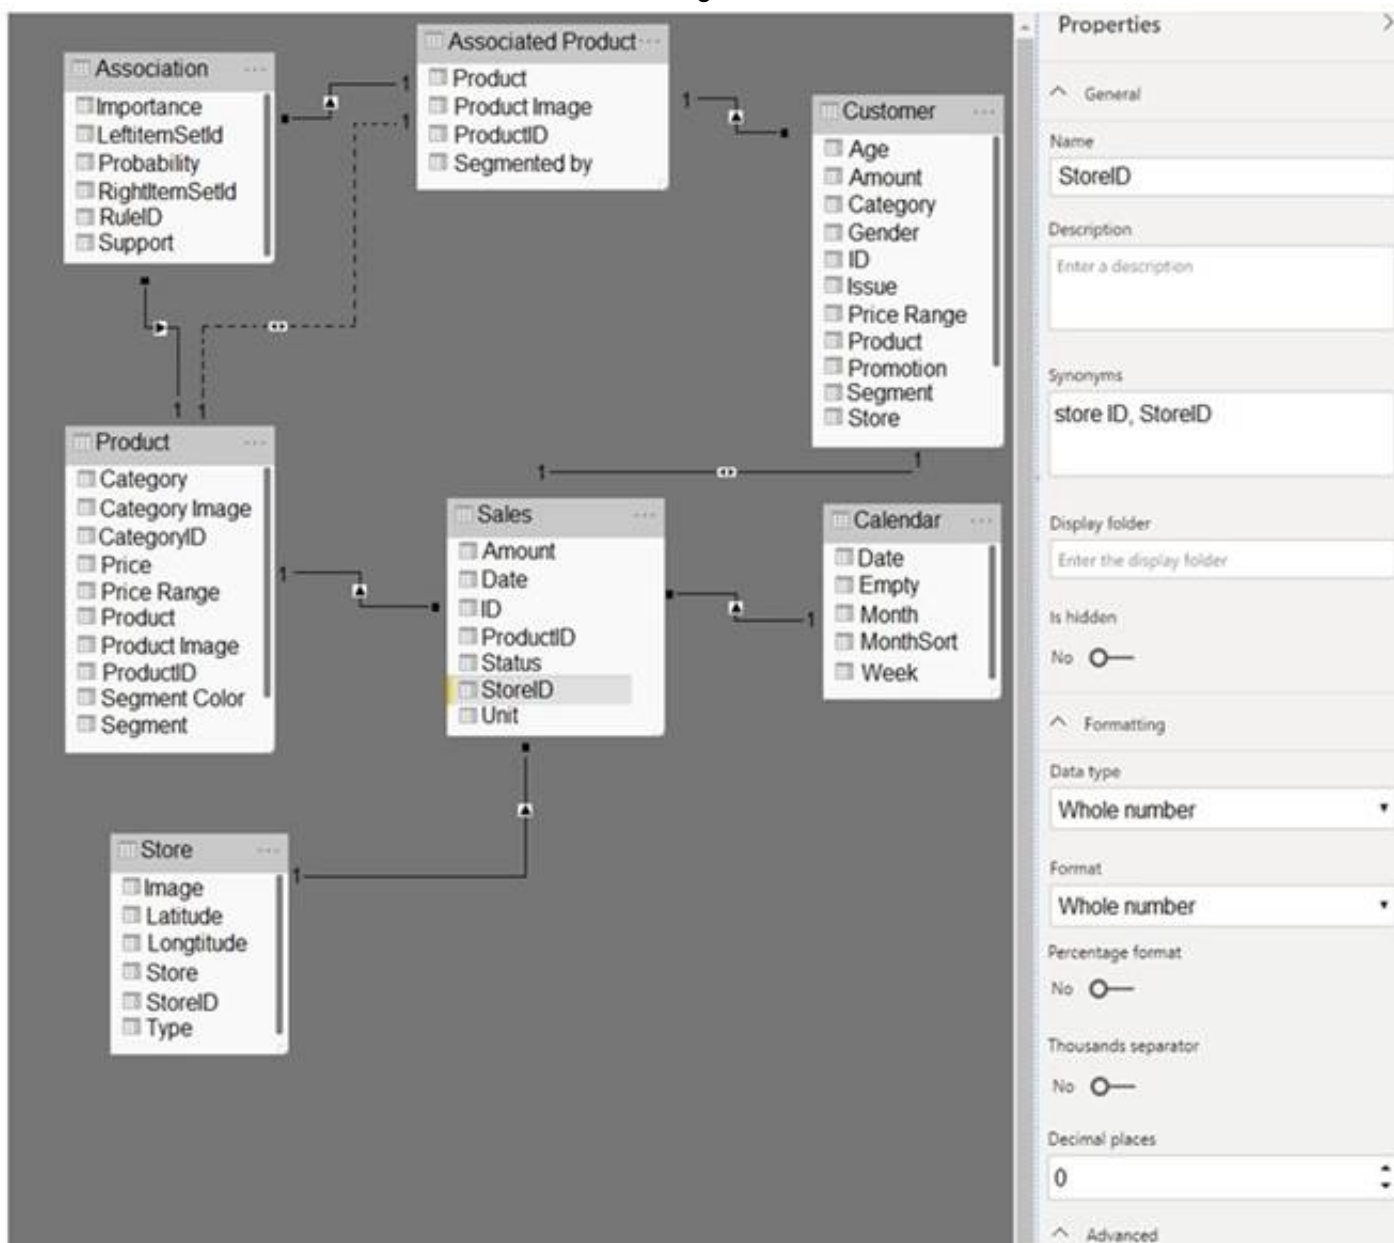 Association
Importance
LeftitemSetld
Probability
RightItemSetld
RuleID
Support
Associated Product
Product
Product Image
ProductID
Segmented by
Customer
Age
Amount
Category
Gender
ID
Issue
Price Range
Product
Promotion
Segment
Store
1
1
1
1
1
1
1
Product
Category
Category Image
CategoryID
Price
Price Range
Product
Product Image
ProductID
Segment Color
Segment
Sales
Amount
Date
ID
ProductID
Status
StoreID
Unit
Calendar
Date
Empty
Month
MonthSort
Week
1
1
Store
Image
Latitude
Longtitude
Store
StoreID
Type
1
Properties
General
Name
StoreID
Description
Enter a description
Synonyms
store ID, StoreID
Display folder
Enter the display folder
Is hidden
No
Formatting
Data type
Whole number
Format
Whole number
Percentage format
No
Thousands separator
No
Decimal places
0
Advanced